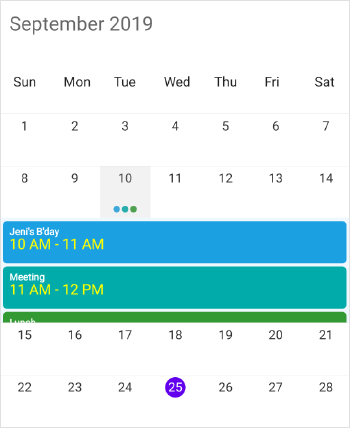 September 2019
Sun Mon Tue Wed Thu Fri Sat
1 2 3 4 5 6 7
8 9 10 11 12 13 14
Jeni's B'day
10 AM - 11 AM
Meeting
11 AM - 12 PM
Lunch
15 16 17 18 19 20 21
22 23 24 25 26 27 28